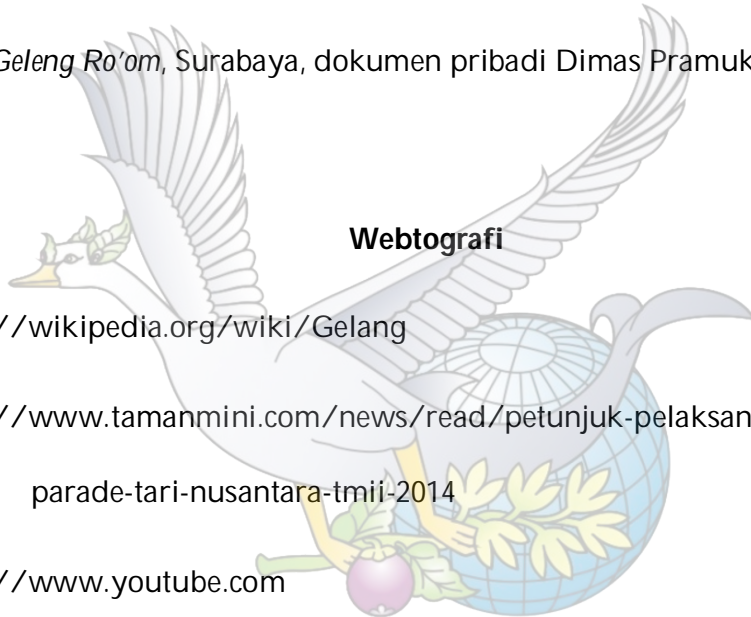 Geleng Ro’om, Surabaya, dokumen pribadi Dimas Pramuk
Webtografi
//wikipedia.org/wiki/Gelang
//www.tamanmini.com/news/read/petunjuk-pelaksan
parade-tari-nusantara-tmii-2014
//www.youtube.com